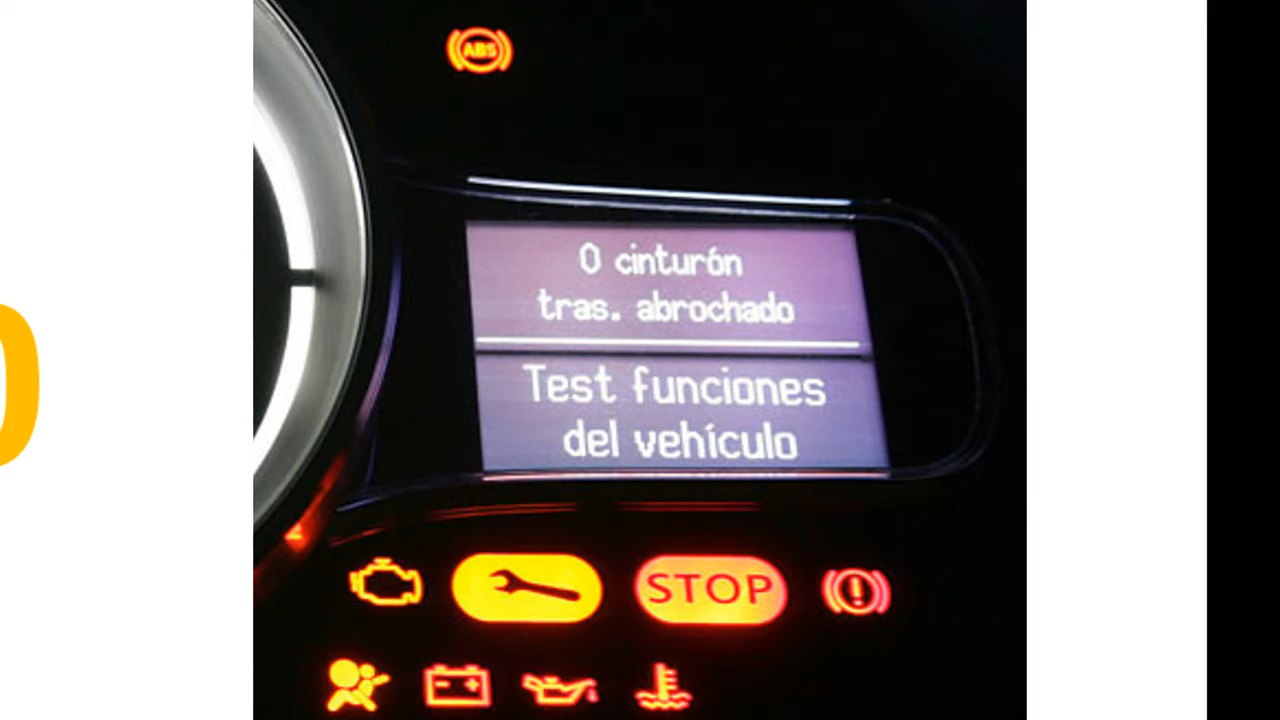 ABS
0 cinturón
tras. abrochado
Test funciones
del vehículo
STOP